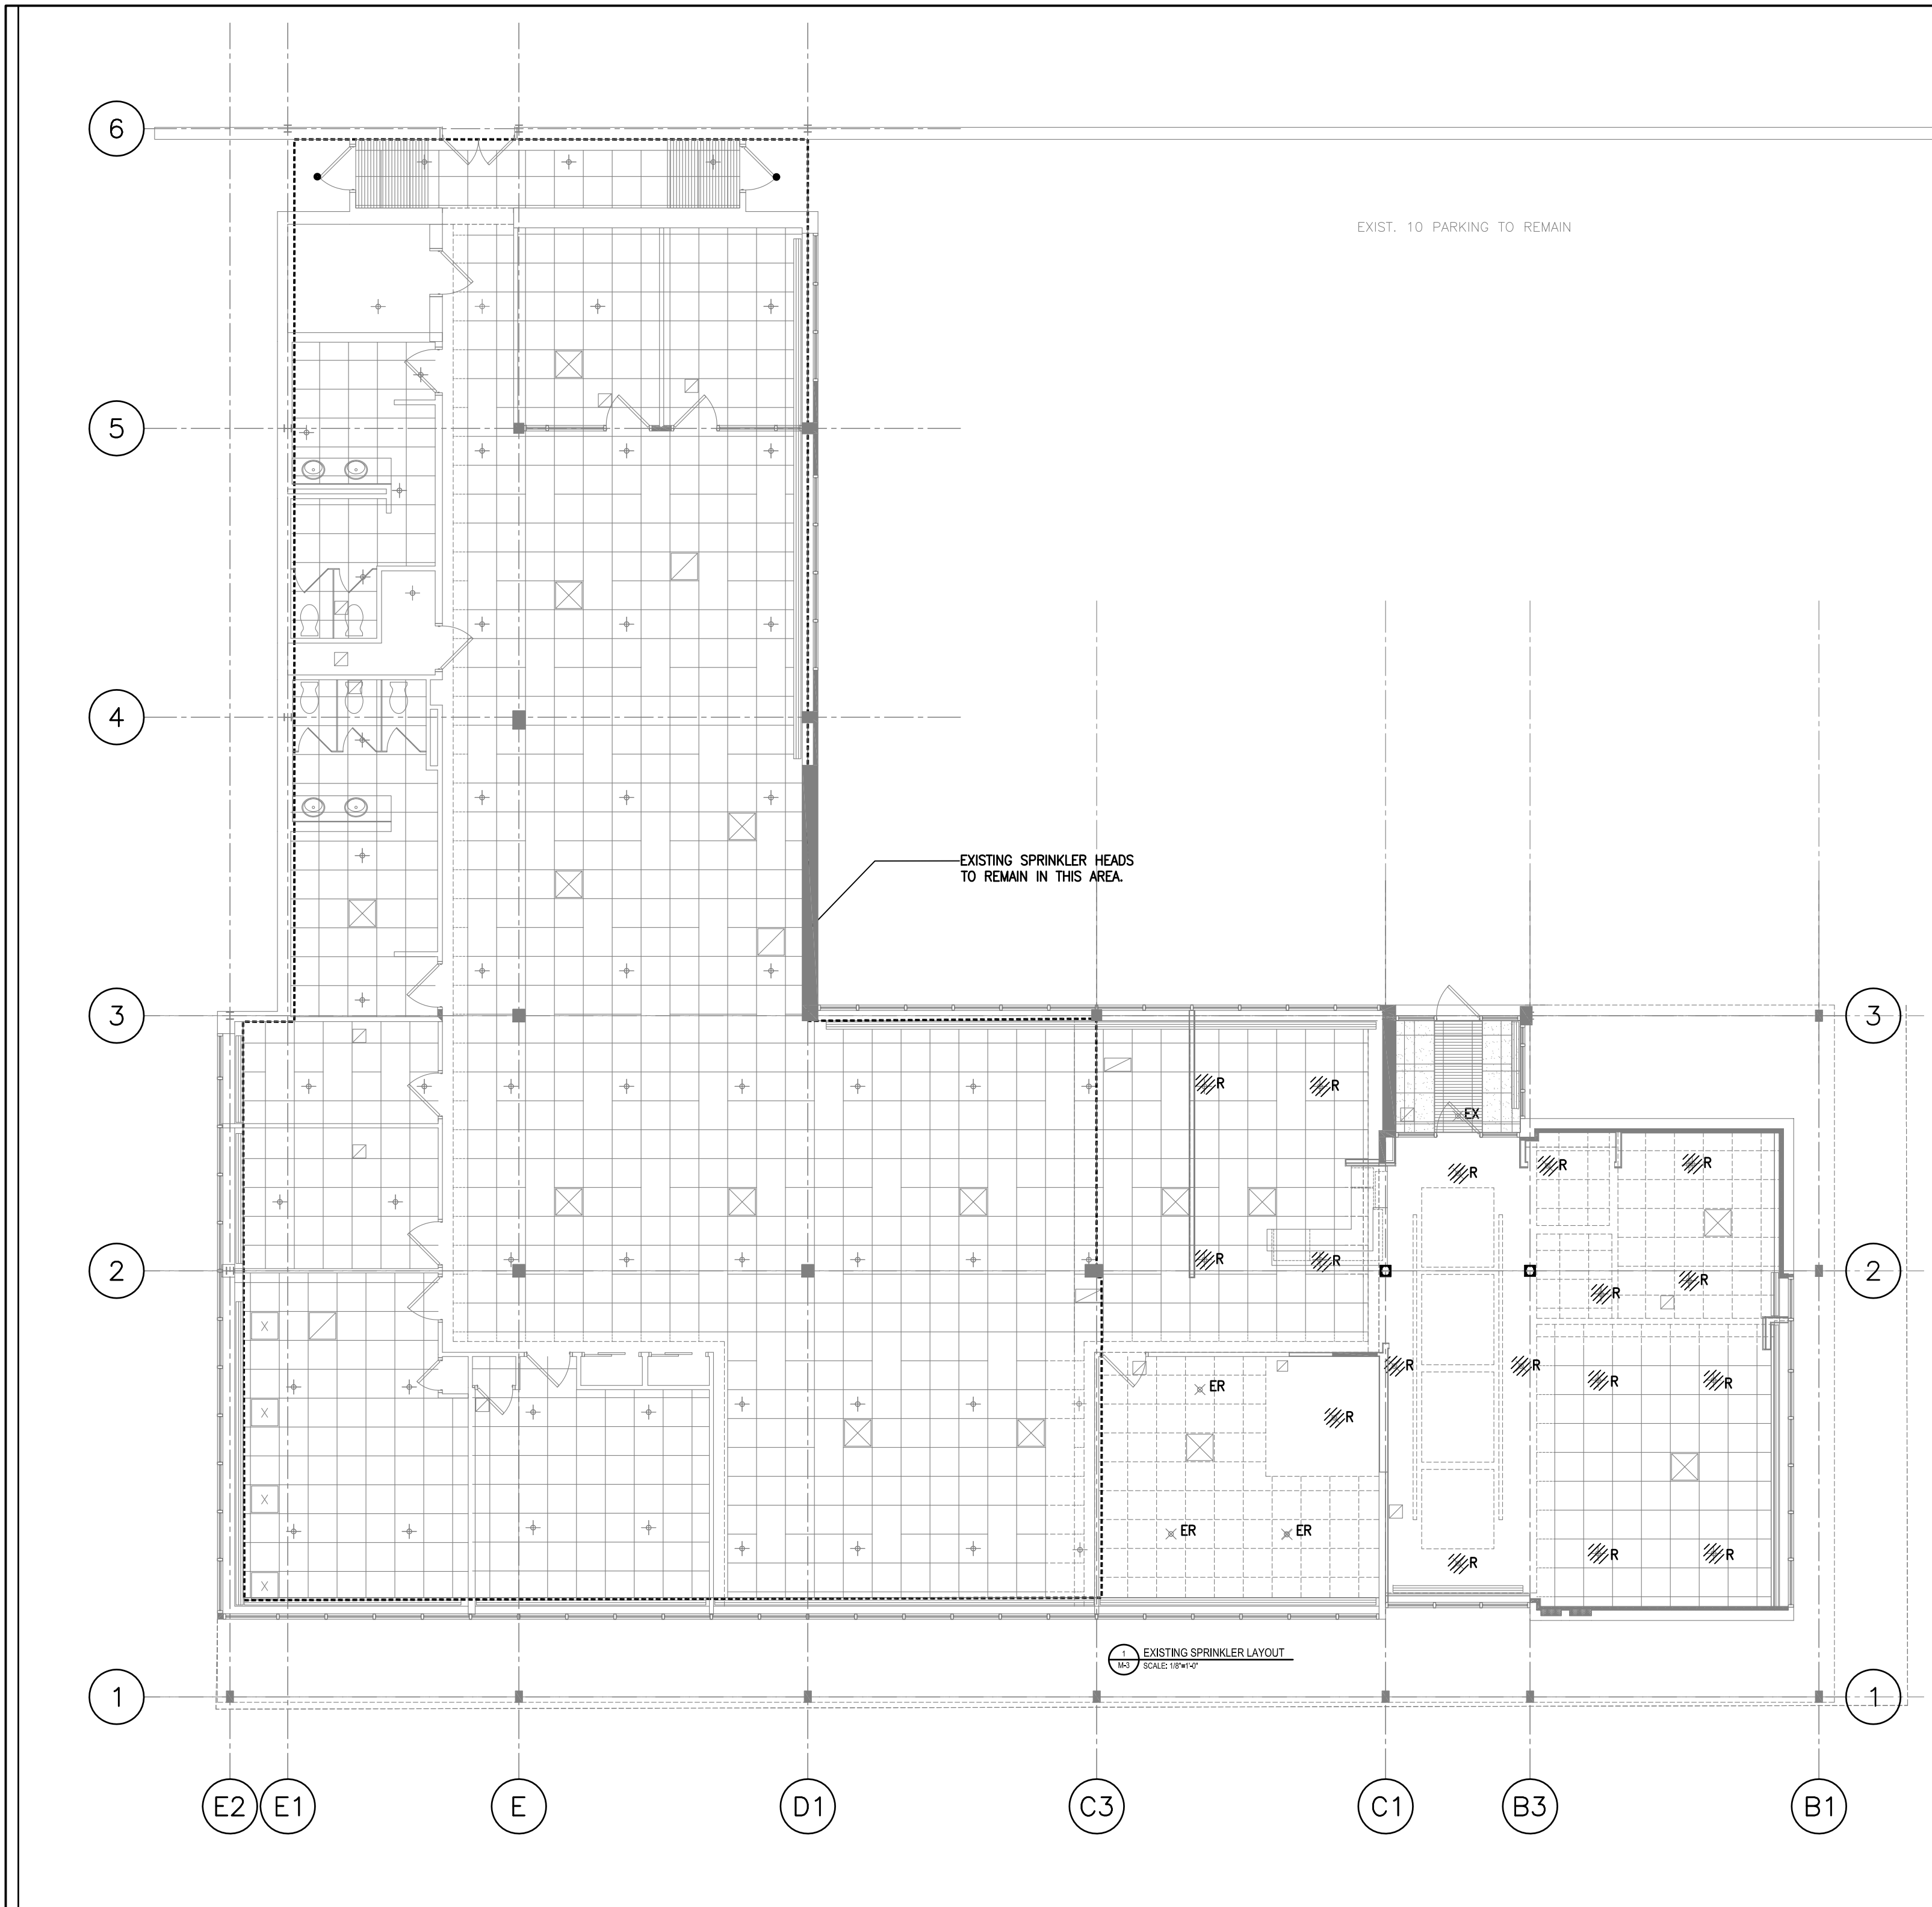 6
EXIST. 10 PARKING TO REMAIN
5
4
EXISTING SPRINKLER HEADS
TO REMAIN IN THIS AREA.
3
3
R
R
EX
R
R
R
R
R
2
2
R
R
R
R
R
R
R
ER
R
ER
ER
R
R
R
X
X
X
X
1
M-3
EXISTING SPRINKLER LAYOUT
SCALE: 1/8"=1'-0"
1
1
E2
E1
E
D1
C3
C1
B3
B1